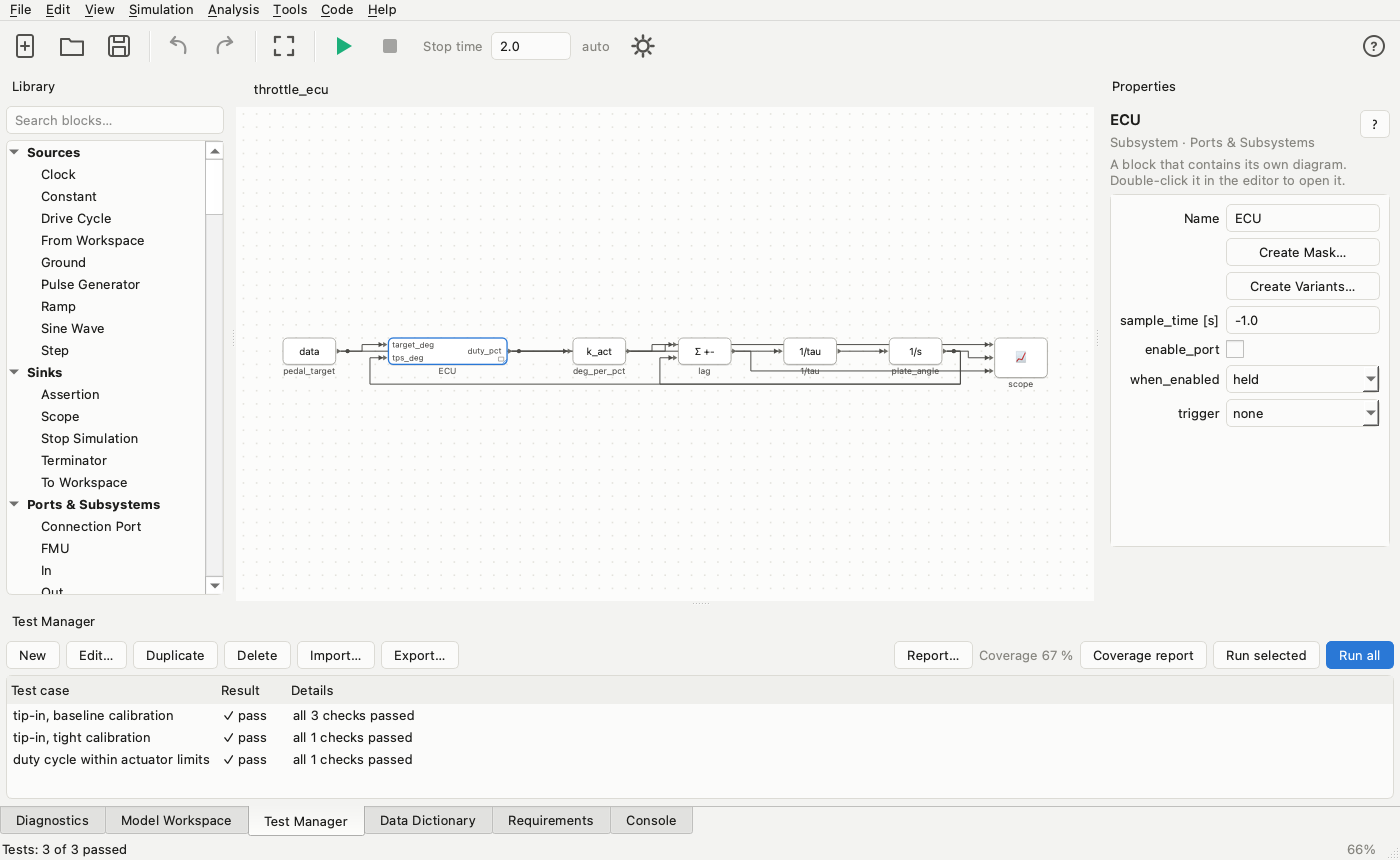 File Edit View Simulation Analysis Tools Code Help
Stop time 2.0 auto
Library
Search blocks...
Sources
Clock
Constant
Drive Cycle
From Workspace
Ground
Pulse Generator
Ramp
Sine Wave
Step
Sinks
Assertion
Scope
Stop Simulation
Terminator
To Workspace
Ports & Subsystems
Connection Port
FMU
In
Out
throttle_ecu
data
pedal_target
target_deg
tps_deg
duty_pct
ECU
k_act
deg_per_pct
Σ +-
lag
1/tau
1/tau
1/s
plate_angle
scope
Properties
ECU
?
Subsystem · Ports & Subsystems
A block that contains its own diagram.
Double-click it in the editor to open it.
Name ECU
Create Mask...
Create Variants...
sample_time [s] -1.0
enable_port
when_enabled held
trigger none
Test Manager
New Edit... Duplicate Delete Import... Export... Report... Coverage 67 % Coverage report Run selected Run all
Test case Result Details
tip-in, baseline calibration ✓ pass all 3 checks passed
tip-in, tight calibration ✓ pass all 1 checks passed
duty cycle within actuator limits ✓ pass all 1 checks passed
Diagnostics Model Workspace Test Manager Data Dictionary Requirements Console
Tests: 3 of 3 passed 66%